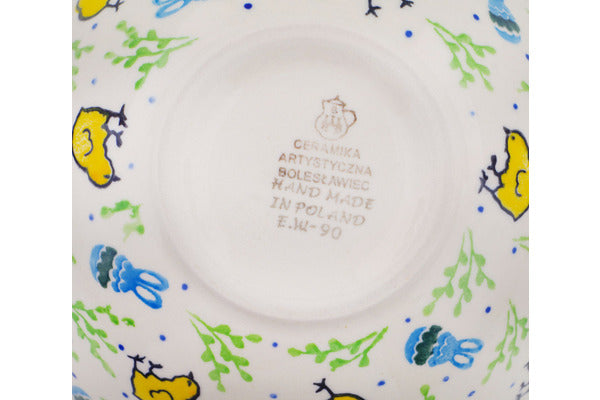 CERAMIKA
ARTYSTYCZNA
BOLESŁAWIEC
HAND MADE
IN POLAND
E.W-90